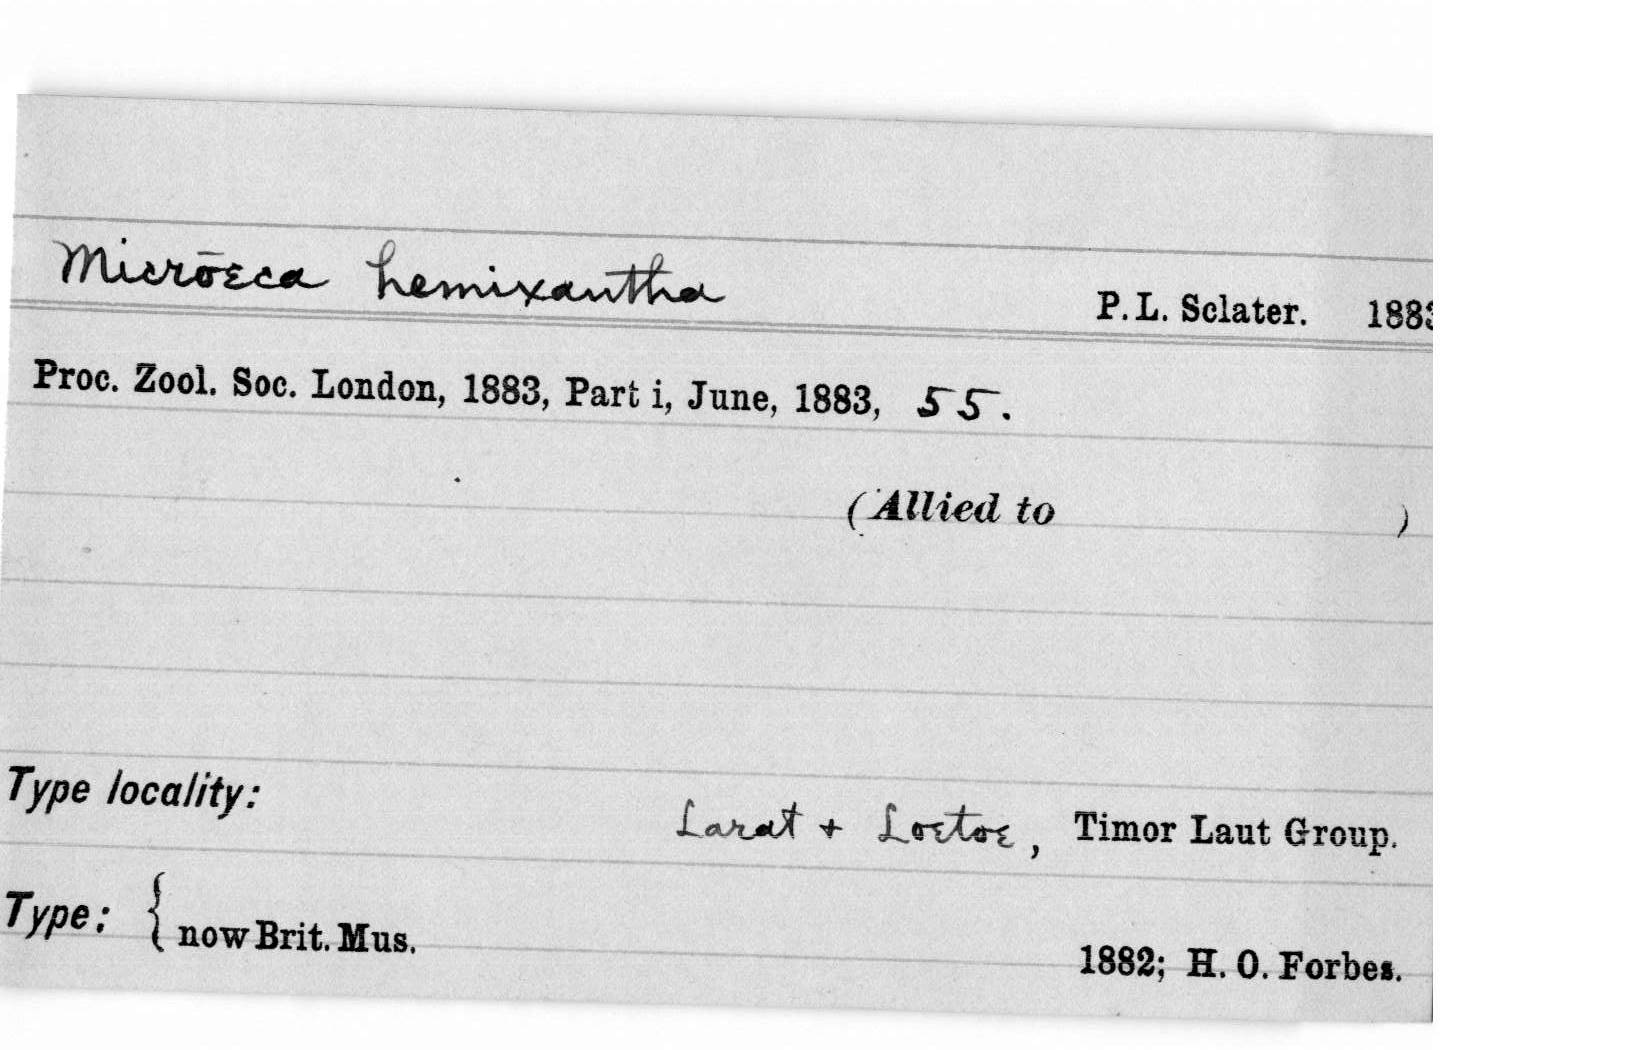 Micrōeca hemixantha P. L. Sclater. 1883
Proc. Zool. Soc. London, 1883, Part i, June, 1883, 55.
(Allied to )
Type locality:
Larat + Loetoe, Timor Laut Group.
Type: { now Brit. Mus. 1882; H. O. Forbes.